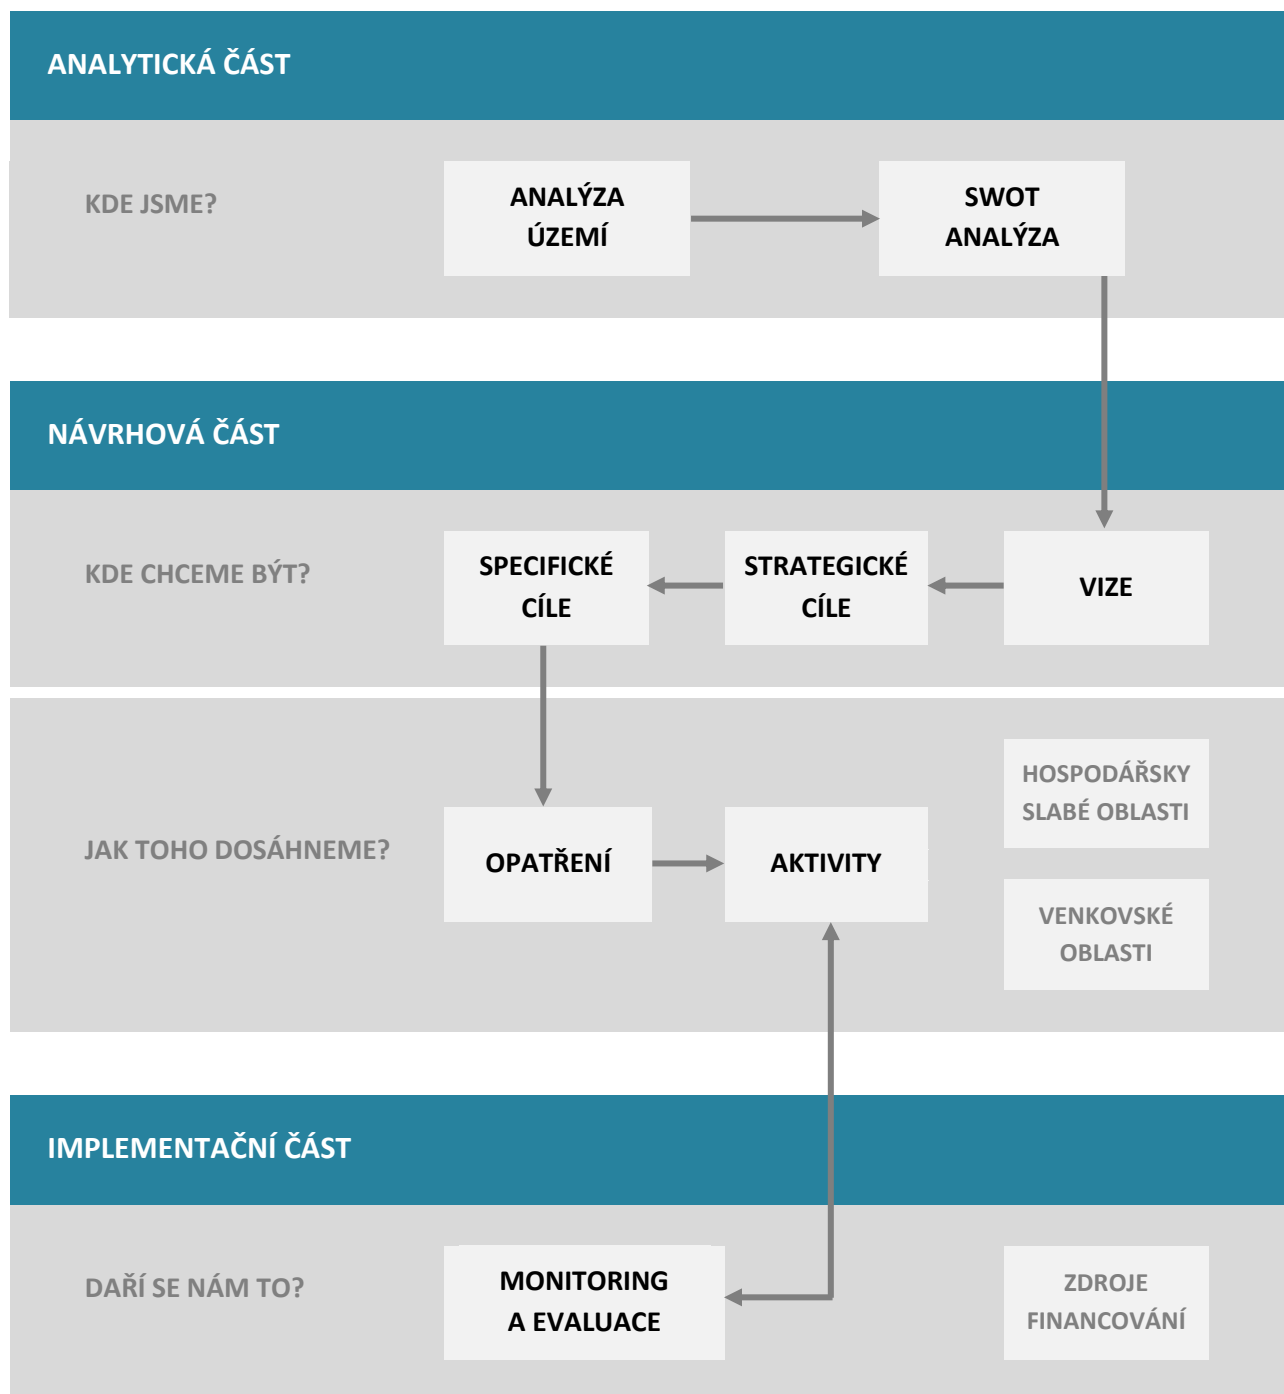 ANALYTICKÁ ČÁST
KDE JSME?
ANALÝZA
ÚZEMÍ
SWOT
ANALÝZA
NÁVRHOVÁ ČÁST
KDE CHCEME BÝT?
SPECIFICKÉ
CÍLE
STRATEGICKÉ
CÍLE
VIZE
JAK TOHO DOSÁHNEME?
OPATŘENÍ
AKTIVITY
HOSPODÁŘSKY
SLABÉ OBLASTI
VENKOVSKÉ
OBLASTI
IMPLEMENTAČNÍ ČÁST
DAŘÍ SE NÁM TO?
MONITORING
A EVALUACE
ZDROJE
FINANCOVÁNÍ